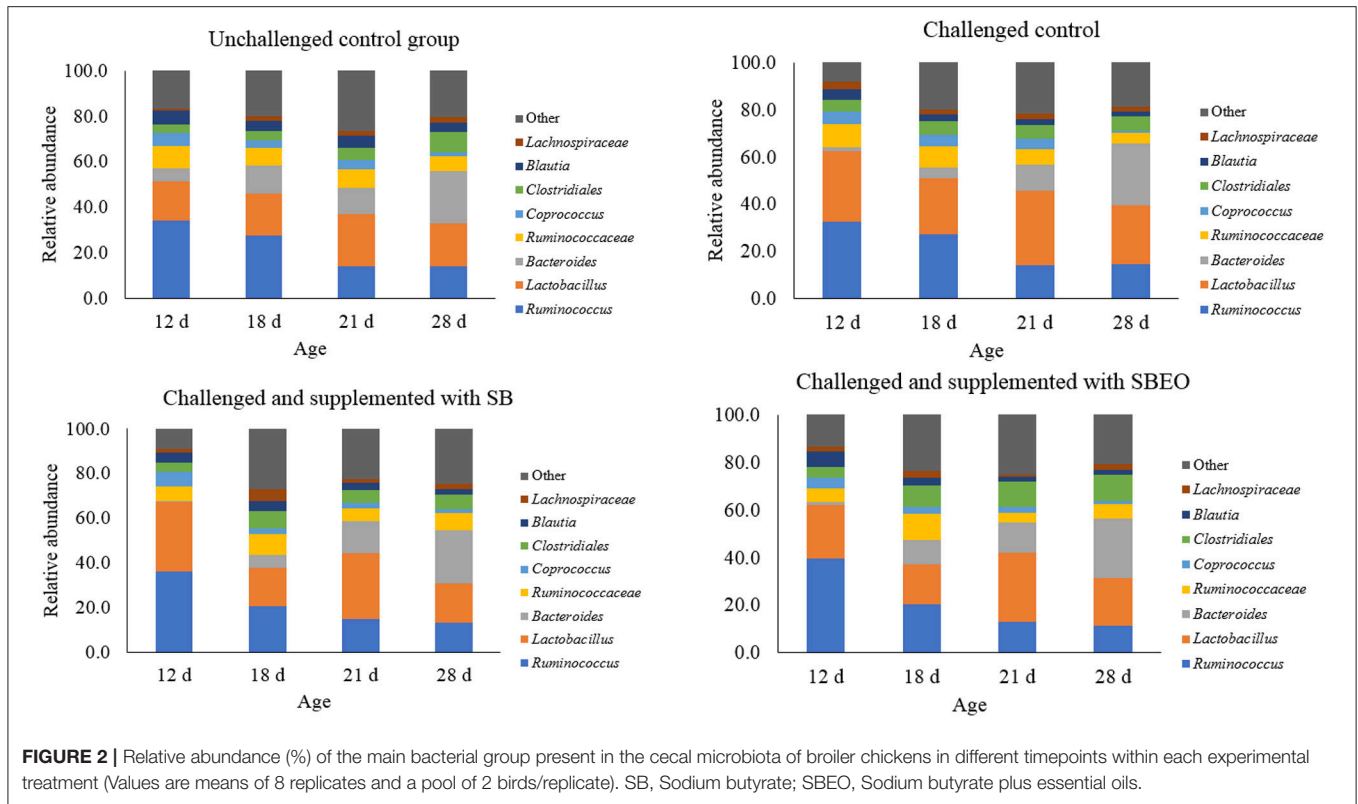 Unchallenged control group
Relative abundance
100.0
80.0
60.0
40.0
20.0
0.0
12 d 18 d 21 d 28 d
Age
Other
Lachnospiraceae
Blautia
Clostridiales
Coprococcus
Ruminococcaceae
Bacteroides
Lactobacillus
Ruminococcus
Challenged control
Relative abundance
100.0
80.0
60.0
40.0
20.0
0.0
12 d 18 d 21 d 28 d
Age
Other
Lachnospiraceae
Blautia
Clostridiales
Coprococcus
Ruminococcaceae
Bacteroides
Lactobacillus
Ruminococcus
Challenged and supplemented with SB
Relative abundance
100.0
80.0
60.0
40.0
20.0
0.0
12 d 18 d 21 d 28 d
Age
Other
Lachnospiraceae
Blautia
Clostridiales
Coprococcus
Ruminococcaceae
Bacteroides
Lactobacillus
Ruminococcus
Challenged and supplemented with SBEO
Relative abundance
100.0
80.0
60.0
40.0
20.0
0.0
12 d 18 d 21 d 28 d
Age
Other
Lachnospiraceae
Blautia
Clostridiales
Coprococcus
Ruminococcaceae
Bacteroides
Lactobacillus
Ruminococcus
FIGURE 2 | Relative abundance (%) of the main bacterial group present in the cecal microbiota of broiler chickens in different timepoints within each experimental
treatment (Values are means of 8 replicates and a pool of 2 birds/replicate). SB, Sodium butyrate; SBEO, Sodium butyrate plus essential oils.